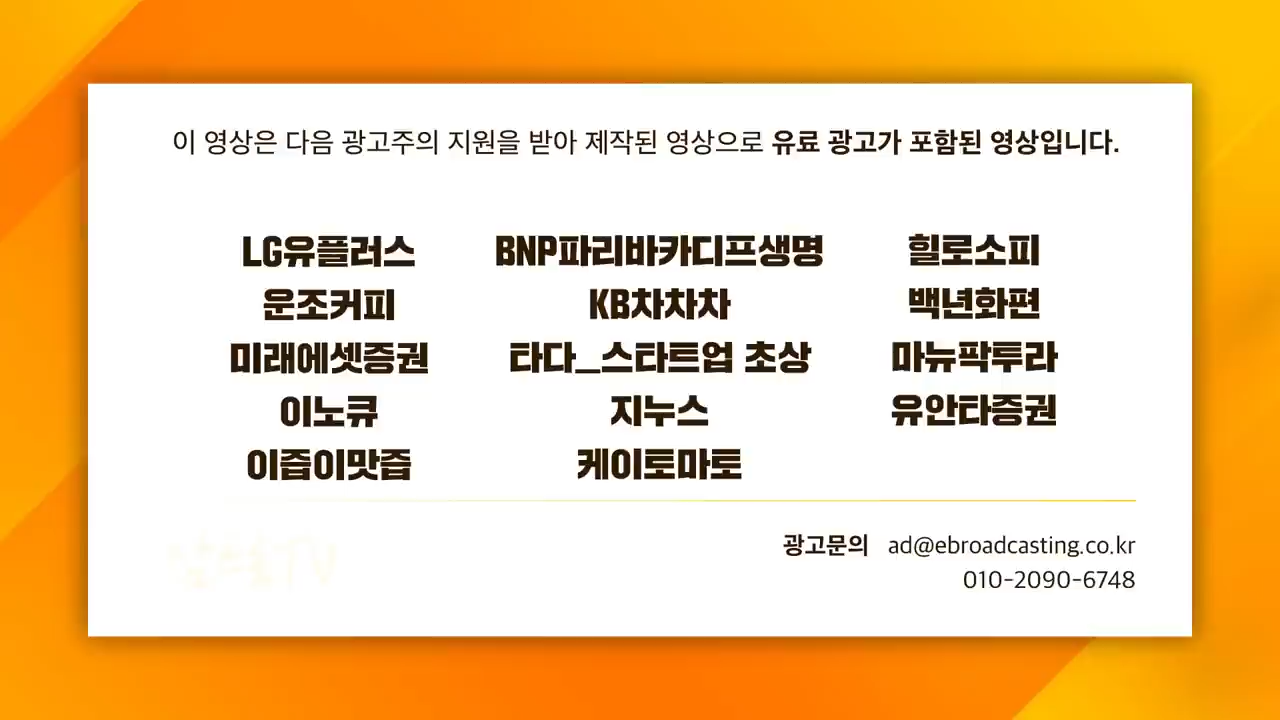 이 영상은 다음 광고주의 지원을 받아 제작된 영상으로 유료 광고가 포함된 영상입니다.
LG유플러스 BNP파리바카디프생명 힐로소피
운조커피 KB차차차 백년화편
미래에셋증권 타다_스타트업 초상 마뉴팍투라
이노큐 지누스 유안타증권
이즙이맛즙 케이토마토
광고문의 ad@ebroadcasting.co.kr
010-2090-6748